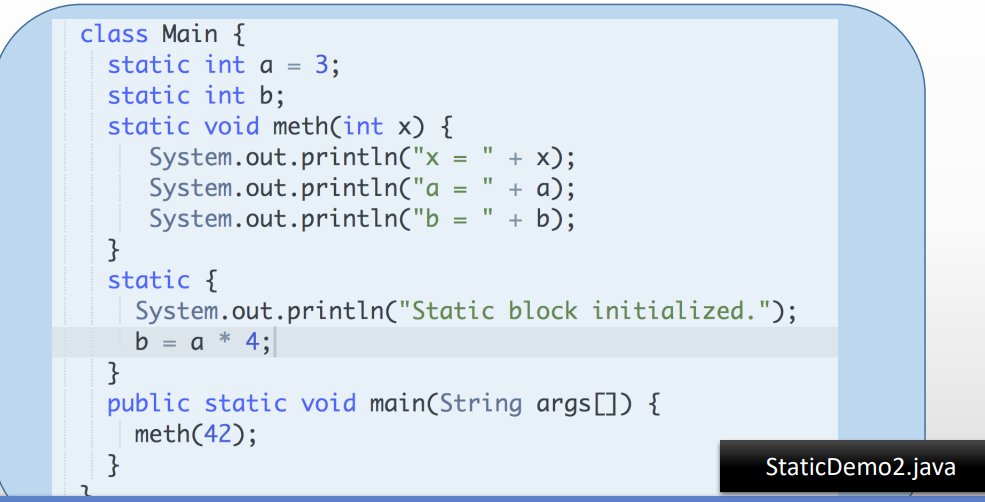 class Main {
static int a = 3;
static int b;
static void meth(int x) {
System.out.println("x = " + x);
System.out.println("a = " + a);
System.out.println("b = " + b);
}
static {
System.out.println("Static block initialized.");
b = a * 4;
}
public static void main(String args[]) {
meth(42);
}
}
StaticDemo2.java